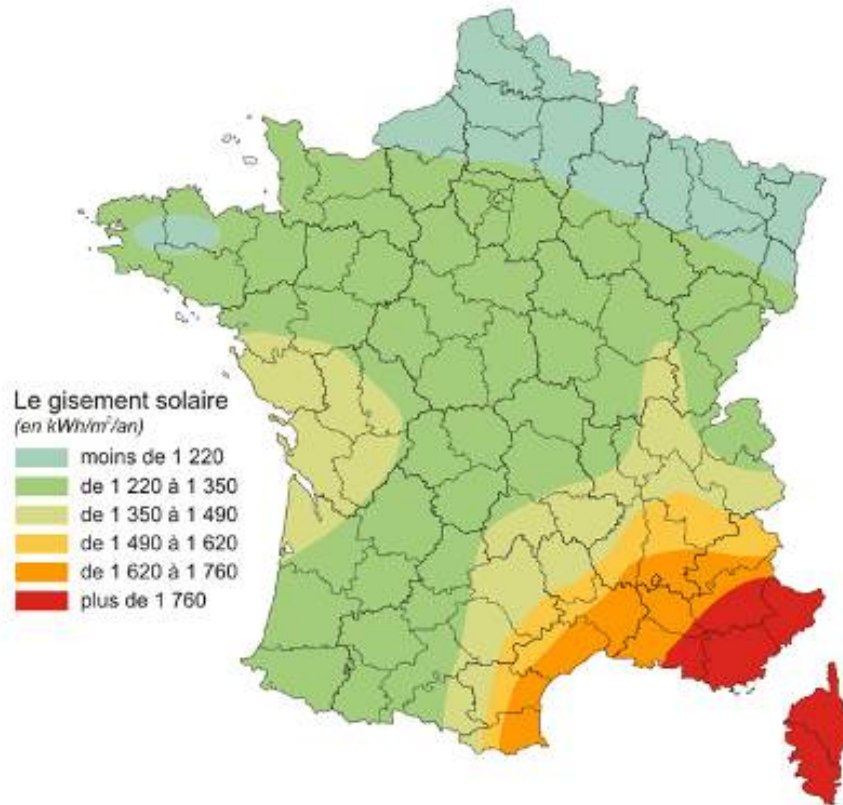 Le gisement solaire
(en kWh/m²/an)
moins de 1 220
de 1 220 à 1 350
de 1 350 à 1 490
de 1 490 à 1 620
de 1 620 à 1 760
plus de 1 760